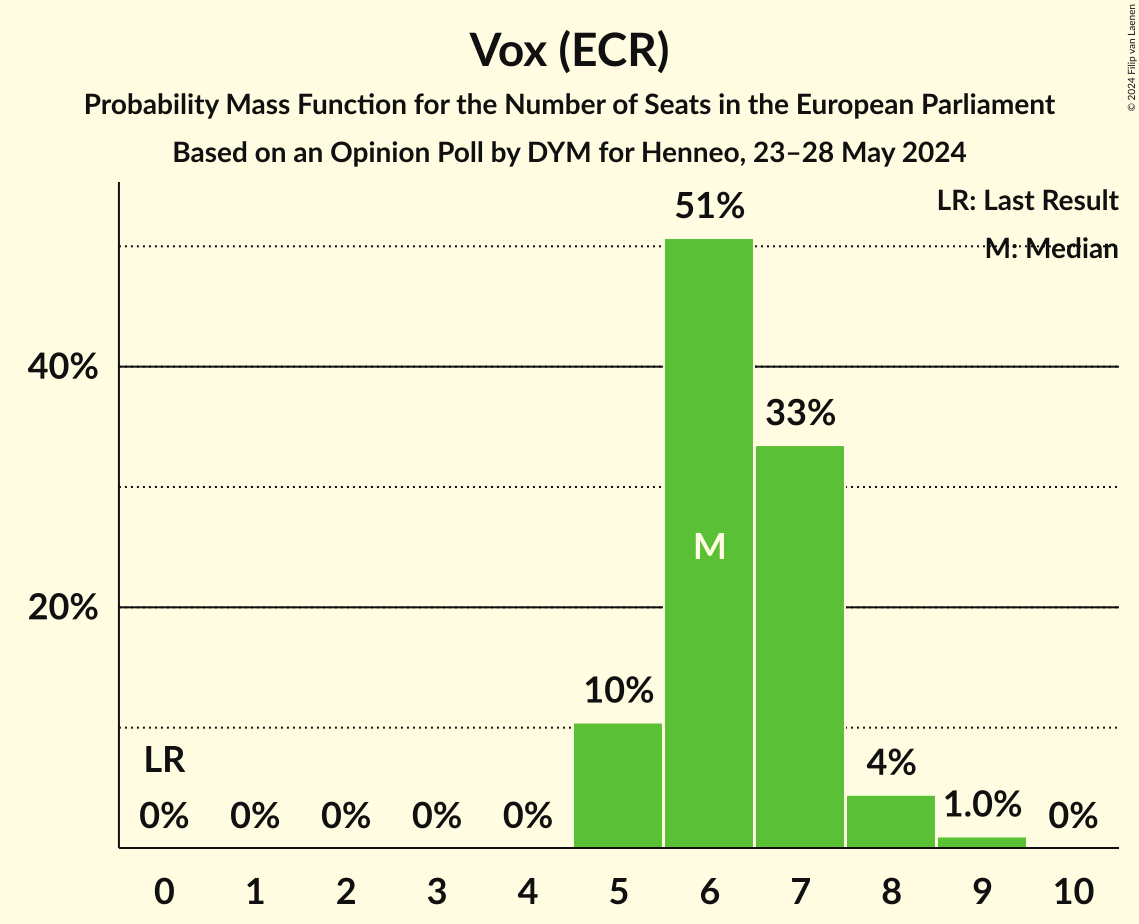 Vox (ECR)
Probability Mass Function for the Number of Seats in the European Parliament
Based on an Opinion Poll by DYM for Henneo, 23–28 May 2024
© 2024 Filip van Laenen
LR: Last Result
M: Median
51%
40%
33%
M
20%
10%
LR
4%
1.0%
0% 0% 0% 0% 0% 0%
0 1 2 3 4 5 6 7 8 9 10